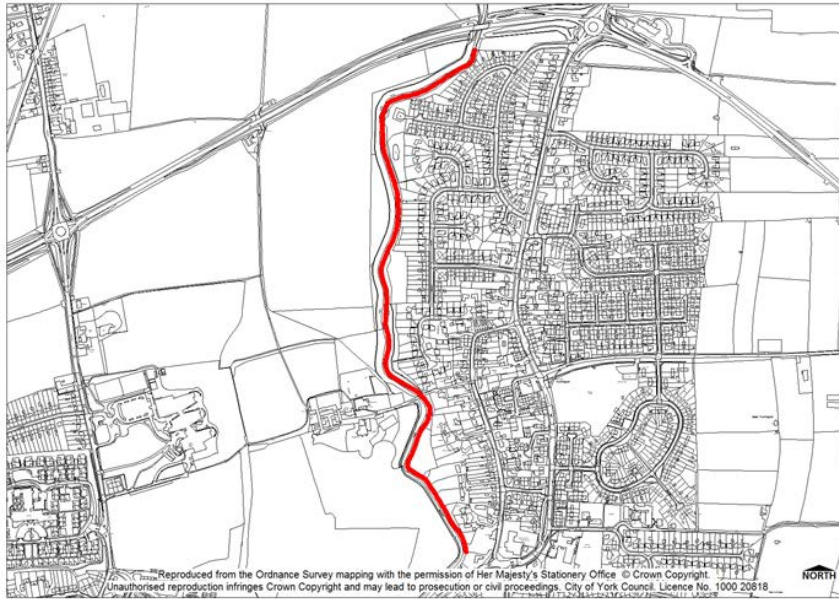 Reproduced from the Ordnance Survey mapping with the permission of Her Majesty's Stationery Office © Crown Copyright.
Unauthorised reproduction infringes Crown Copyright and may lead to prosecution or civil proceedings. City of York Council. Licence No. 1000 20818
NORTH